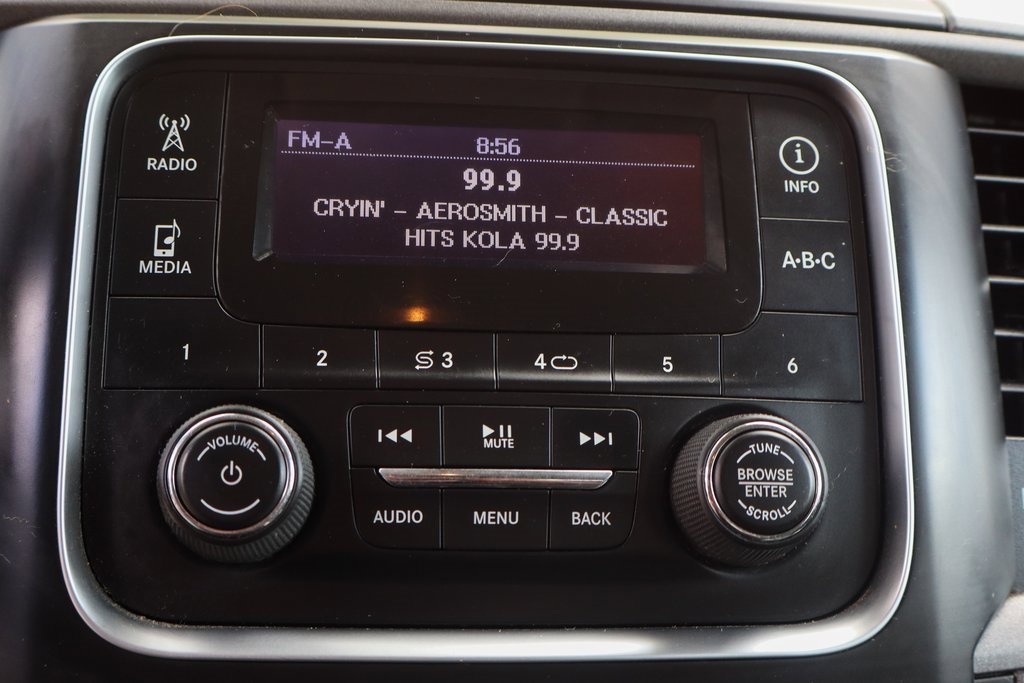 RADIO
MEDIA
FM-A 8:56
99.9
CRYIN' - AEROSMITH - CLASSIC
HITS KOLA 99.9
i
INFO
A·B·C
1 2 3 4 5 6
VOLUME
MUTE
AUDIO MENU BACK
TUNE
BROWSE
ENTER
SCROLL